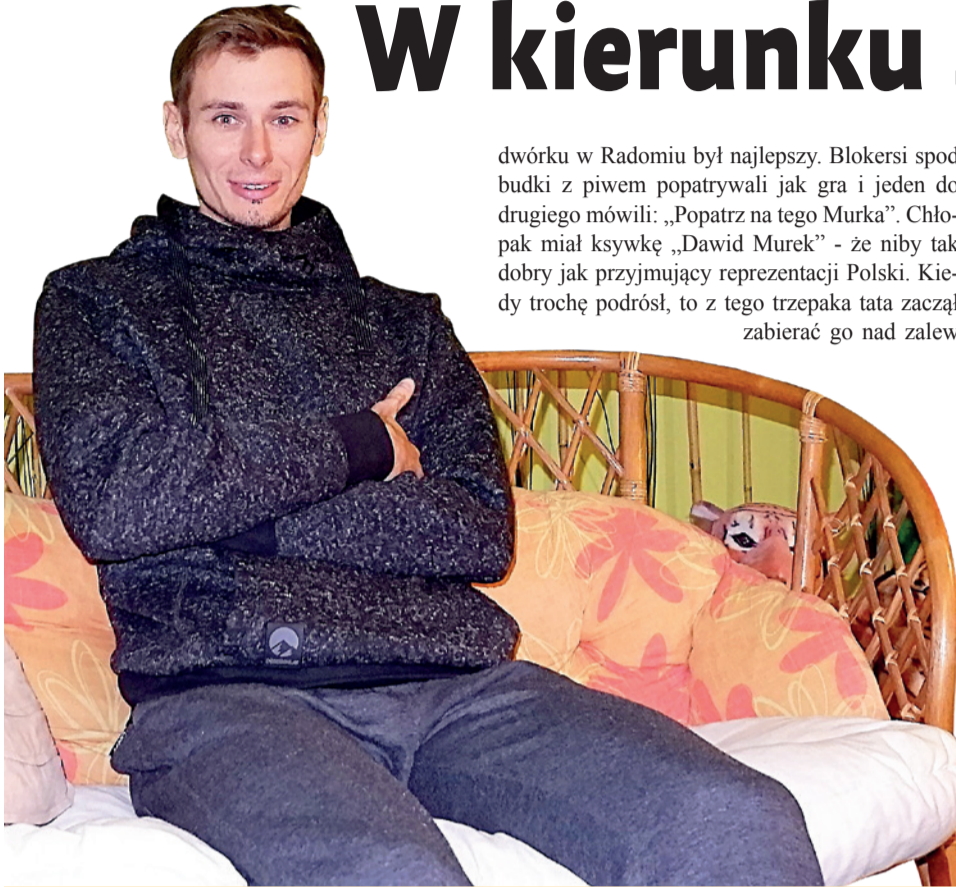 W kierunku
dwórku w Radomiu był najlepszy. Blokersi spod
budki z piwem popatrywali jak gra i jeden do
drugiego mówili: „Popatrz na tego Murka”. Chło-
pak miał ksywkę „Dawid Murek” - że niby tak
dobry jak przyjmujący reprezentacji Polski. Kie-
dy trochę podrósł, to z tego trzepaka tata zaczął
zabierać go nad zalew